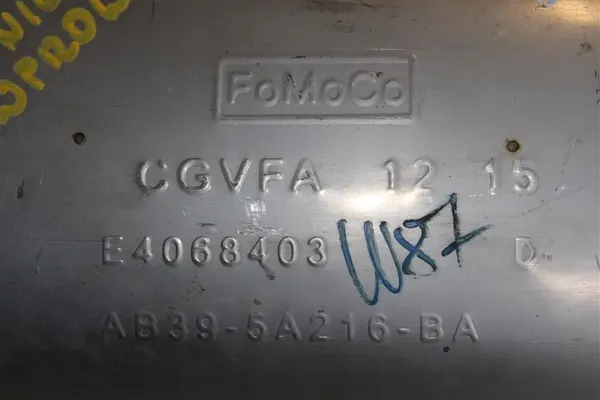 FoMoCo
CGVFA 12 15
E4068403 D
W87
AB39-5A216-BA